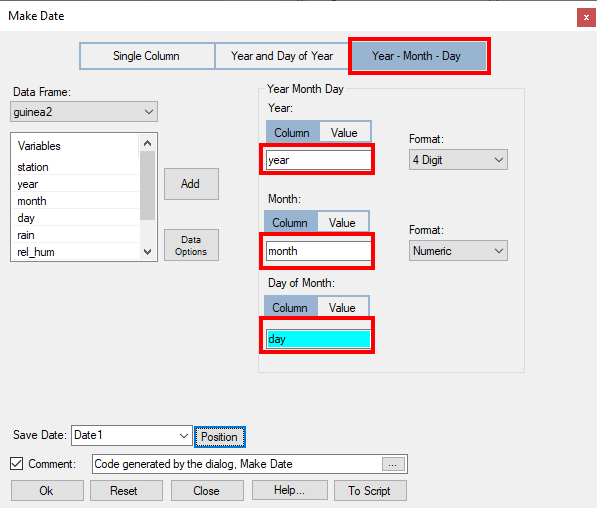 Make Date
x
Single Column
Year and Day of Year
Year - Month - Day
Data Frame:
guinea2
Variables
station
year
month
day
rain
rel_hum
Add
Data Options
Year Month Day
Year:
Column
Value
year
Format:
4 Digit
Month:
Column
Value
month
Format:
Numeric
Day of Month:
Column
Value
day
Save Date:
Date1
Position
Comment:
Code generated by the dialog, Make Date
...
Ok
Reset
Close
Help...
To Script